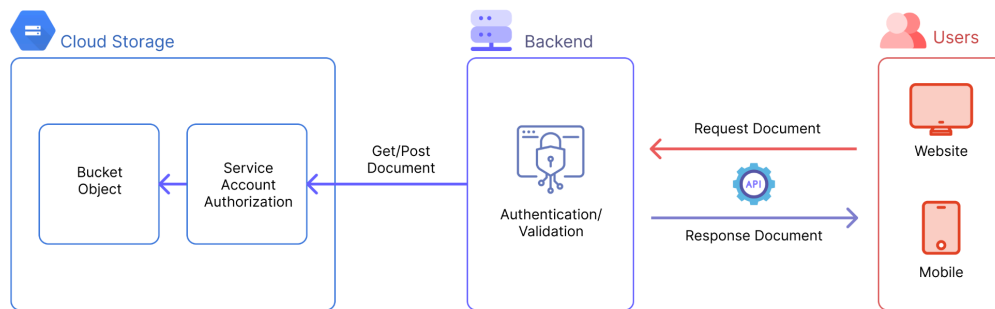 Cloud Storage
Bucket
Object
Service
Account
Authorization
Get/Post
Document
Backend
Authentication/
Validation
Request Document
API
Response Document
Users
Website
Mobile